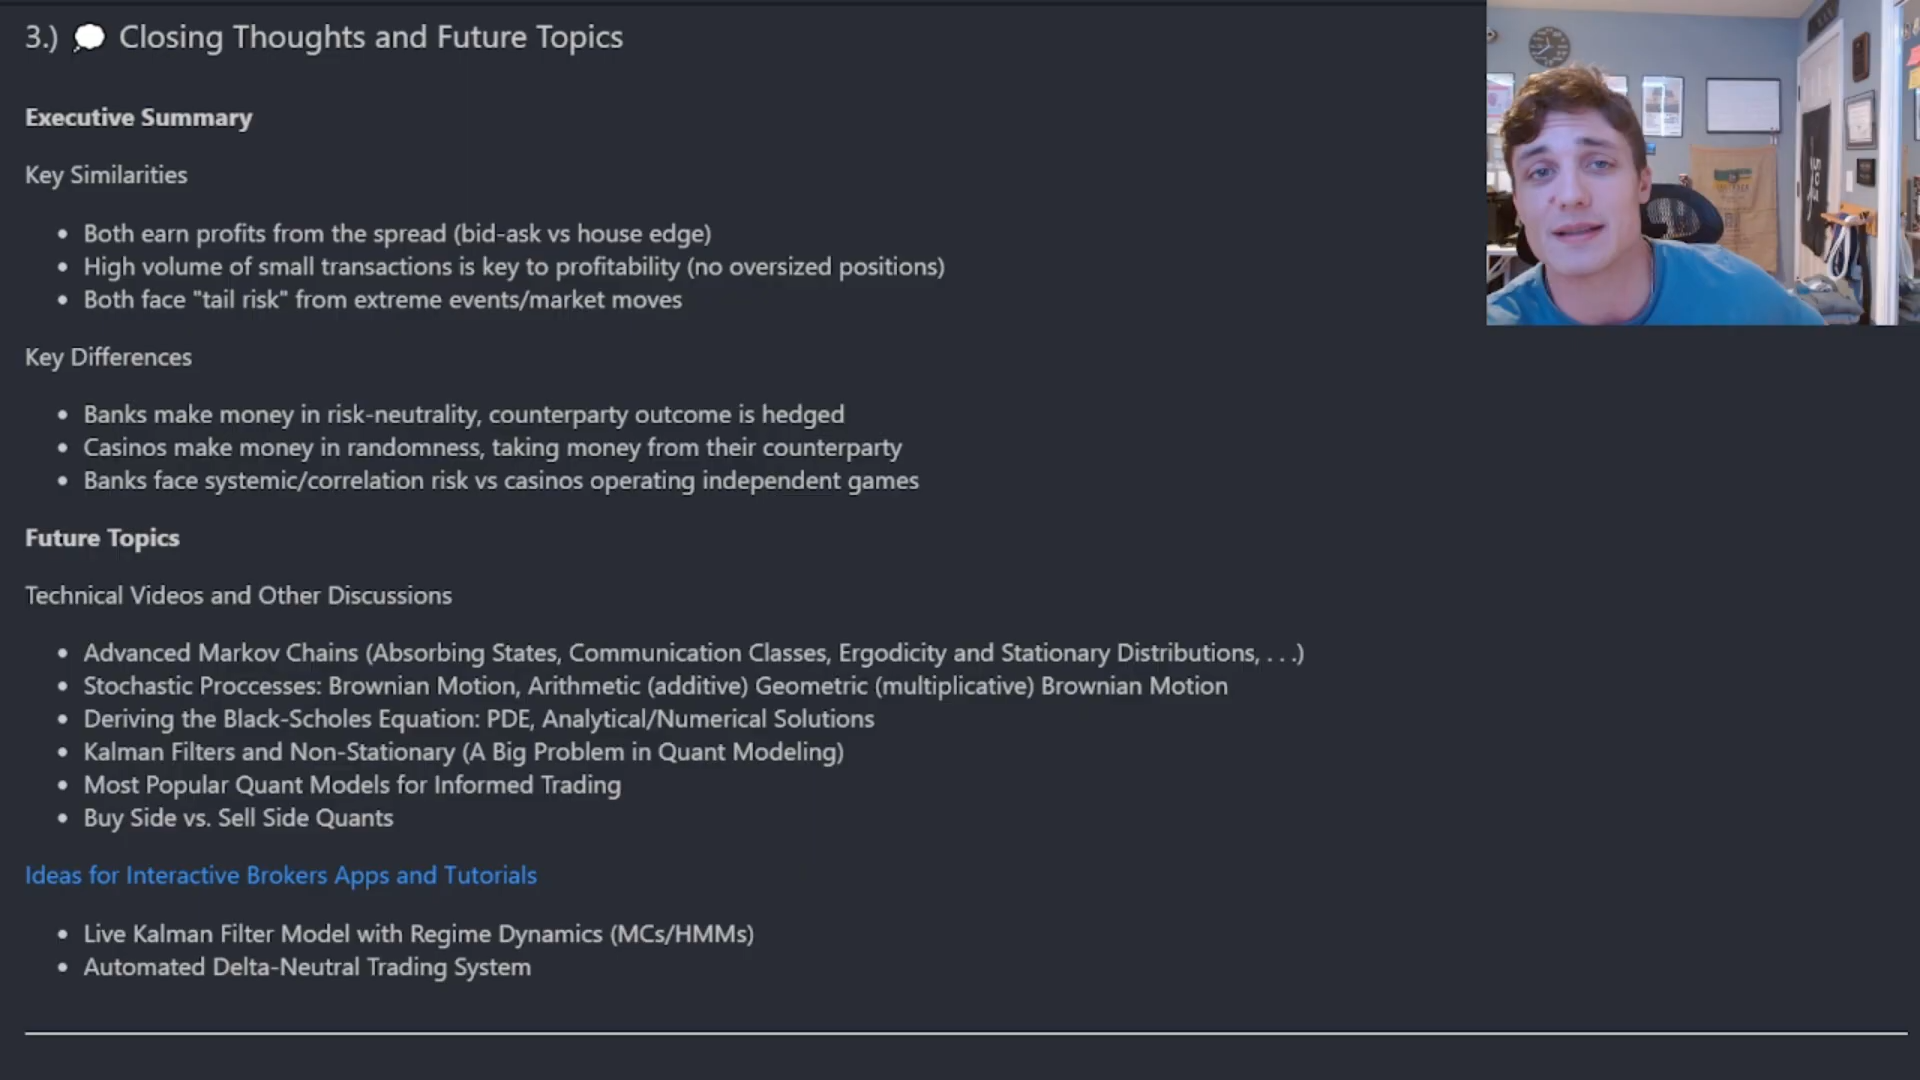 3.) 💭 Closing Thoughts and Future Topics
Executive Summary
Key Similarities
• Both earn profits from the spread (bid-ask vs house edge)
• High volume of small transactions is key to profitability (no oversized positions)
• Both face "tail risk" from extreme events/market moves
Key Differences
• Banks make money in risk-neutrality, counterparty outcome is hedged
• Casinos make money in randomness, taking money from their counterparty
• Banks face systemic/correlation risk vs casinos operating independent games
Future Topics
Technical Videos and Other Discussions
• Advanced Markov Chains (Absorbing States, Communication Classes, Ergodicity and Stationary Distributions, . . .)
• Stochastic Proccesses: Brownian Motion, Arithmetic (additive) Geometric (multiplicative) Brownian Motion
• Deriving the Black-Scholes Equation: PDE, Analytical/Numerical Solutions
• Kalman Filters and Non-Stationary (A Big Problem in Quant Modeling)
• Most Popular Quant Models for Informed Trading
• Buy Side vs. Sell Side Quants
Ideas for Interactive Brokers Apps and Tutorials
• Live Kalman Filter Model with Regime Dynamics (MCs/HMMs)
• Automated Delta-Neutral Trading System